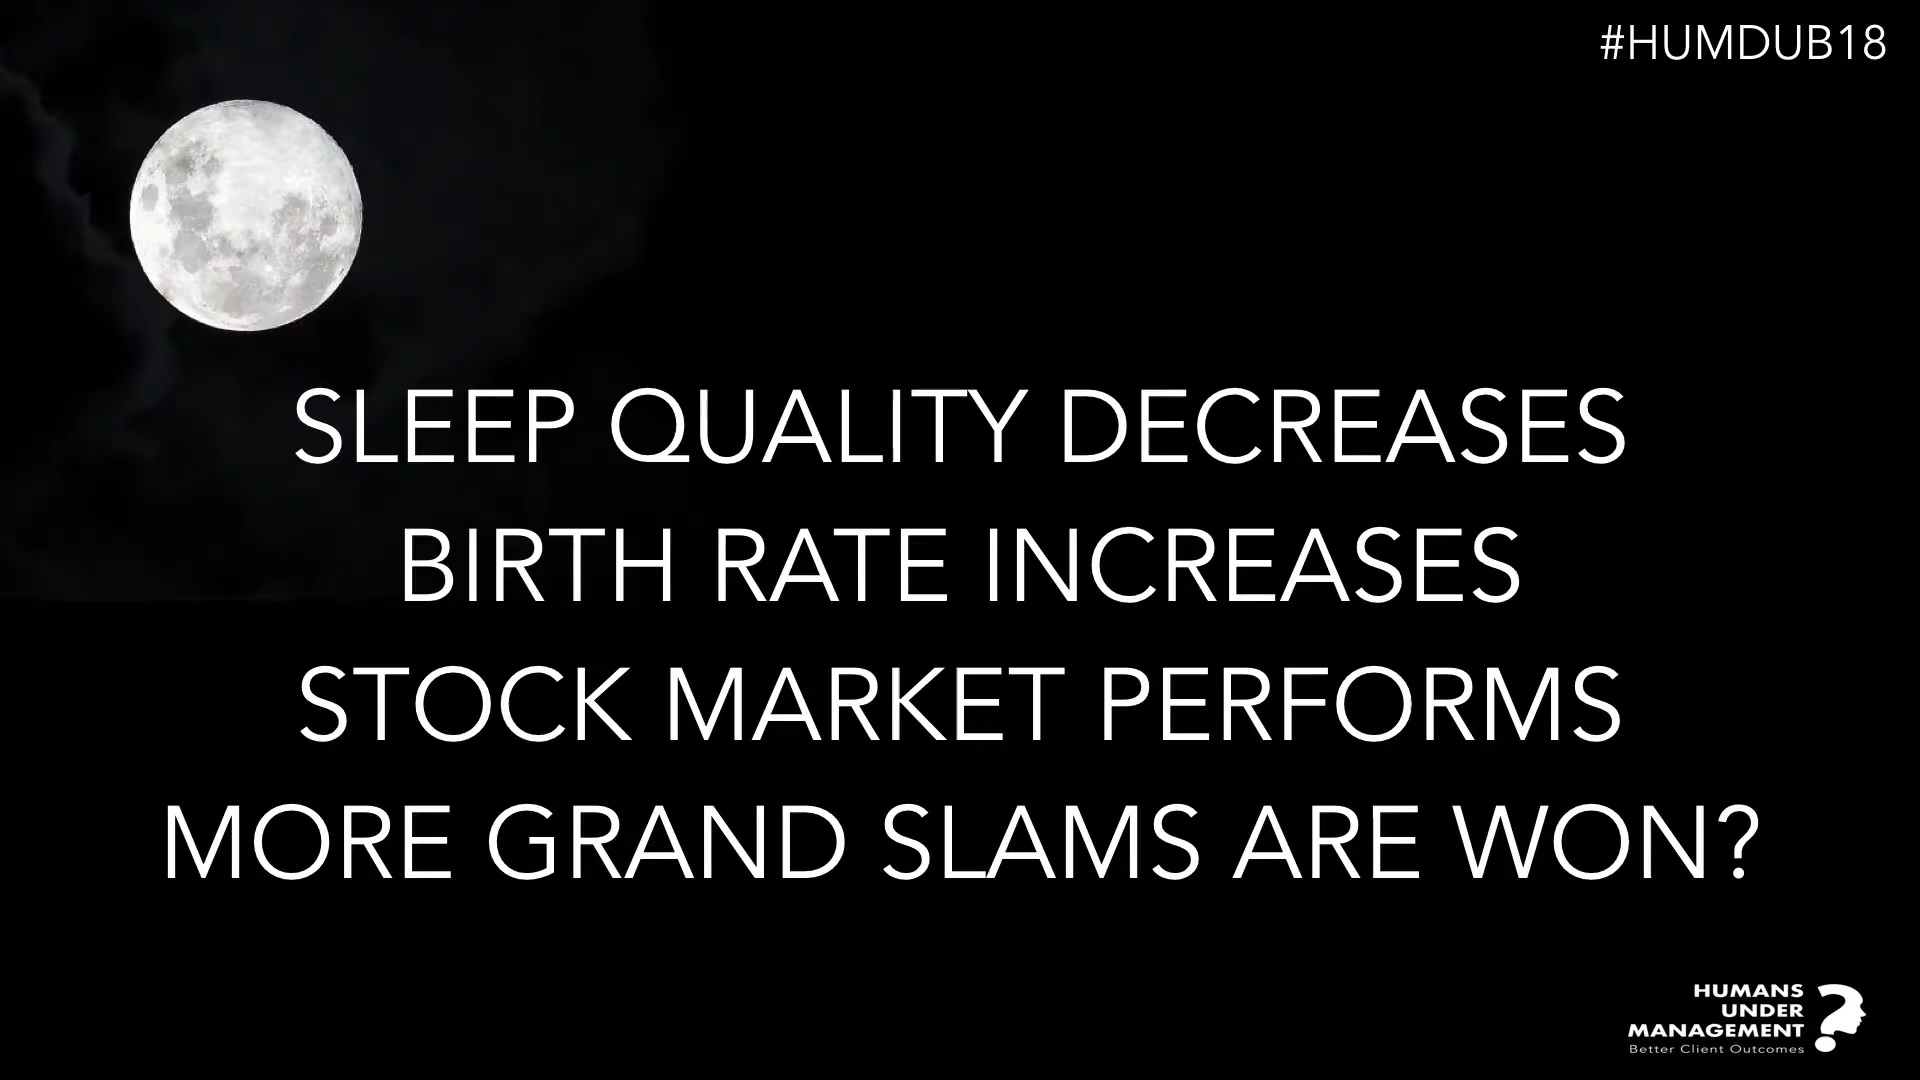 #HUMDUB18
SLEEP QUALITY DECREASES
BIRTH RATE INCREASES
STOCK MARKET PERFORMS
MORE GRAND SLAMS ARE WON?
HUMANS
UNDER
MANAGEMENT
Better Client Outcomes